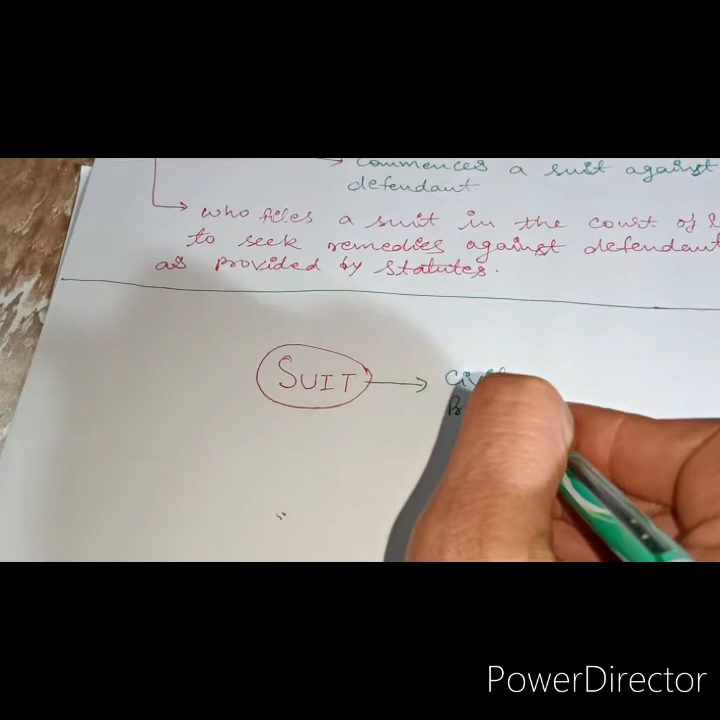 commences a suit against
defendant
who files a suit in the court of
to seek remedies against defendant
as provided by statutes.
SUIT
PowerDirector